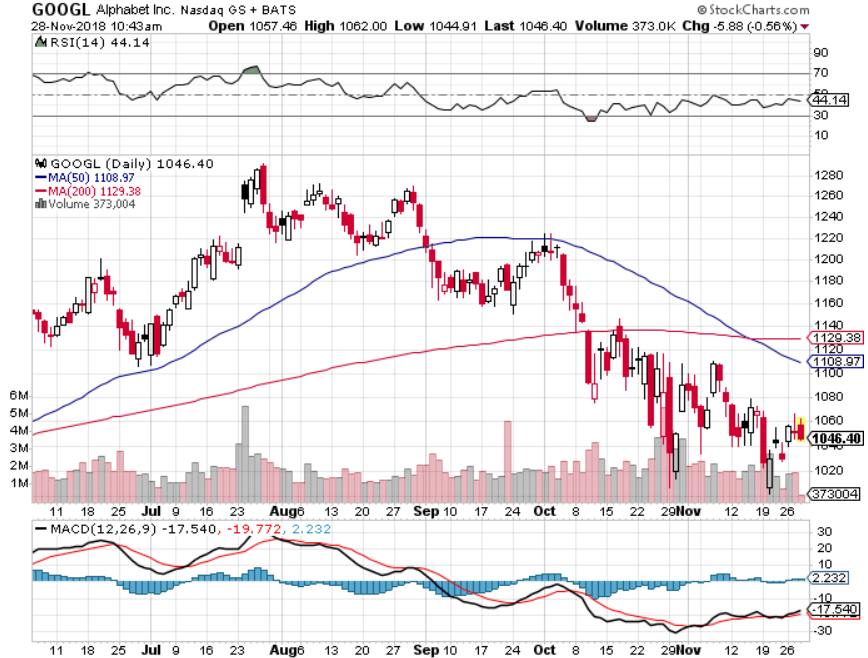 GOOGL Alphabet Inc. Nasdaq GS + BATS © StockCharts.com
28-Nov-2018 10:43am Open 1057.46 High 1062.00 Low 1044.91 Last 1046.40 Volume 373.0K Chg -5.88 (-0.56%)
RSI(14) 44.14
90
70
50
44.14
30
10
GOOGL (Daily) 1046.40
MA(50) 1108.97
MA(200) 1129.38
Volume 373,004
1280
1260
1240
1220
1200
1180
1160
1140
1129.38
1120
1108.97
1100
1080
1060
1046.40
1020
373004
6M
5M
4M
3M
2M
1M
11 18 25 Jul 9 16 23 Aug 6 13 20 27 Sep 10 17 24 Oct 8 15 22 29 Nov 12 19 26
MACD(12,26,9) -17.540, -19.772, 2.232
30
20
10
2.232
-10
-17.540
-30
11 18 25 Jul 9 16 23 Aug 6 13 20 27 Sep 10 17 24 Oct 8 15 22 29 Nov 12 19 26